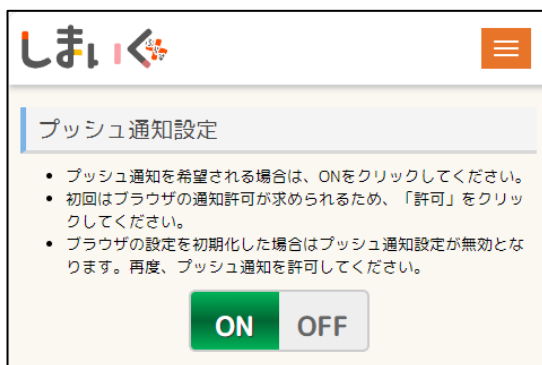 しまいく
プッシュ通知設定
• プッシュ通知を希望される場合は、ONをクリックしてください。
• 初回はブラウザの通知許可が求められるため、「許可」をクリッ
クしてください。
• ブラウザの設定を初期化した場合はプッシュ通知設定が無効とな
ります。再度、プッシュ通知を許可してください。
ON OFF